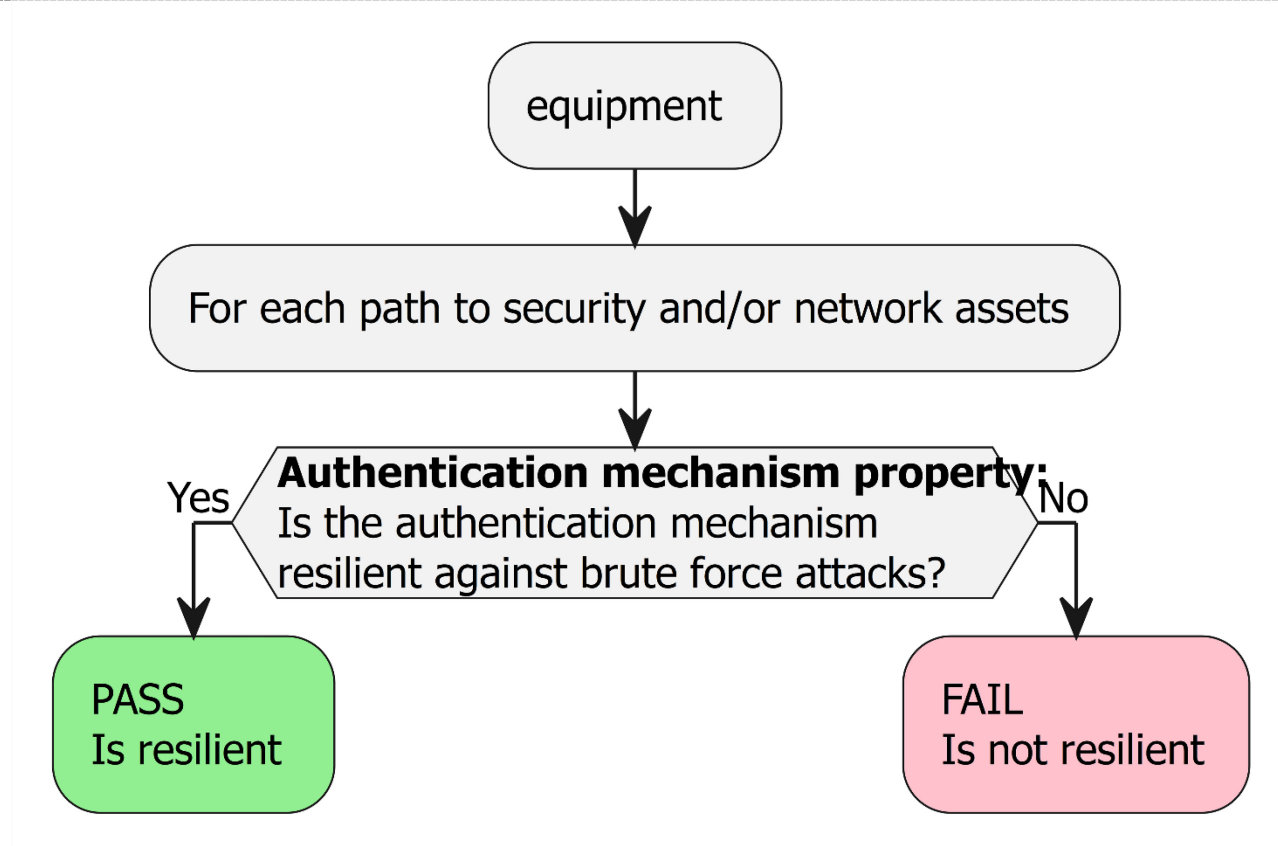 equipment
For each path to security and/or network assets
Authentication mechanism property:
Yes
No
Is the authentication mechanism
resilient against brute force attacks?
PASS
Is resilient
FAIL
Is not resilient